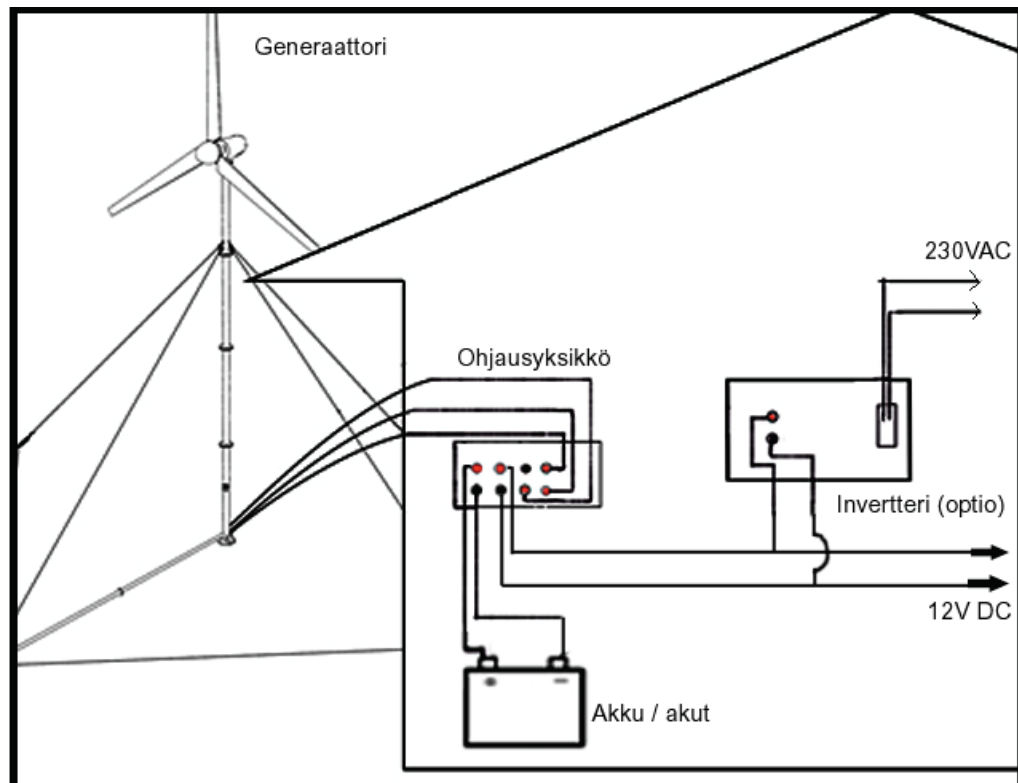 Generaattori
230VAC
Ohjausyksikkö
Invertteri (optio)
12V DC
Akku / akut